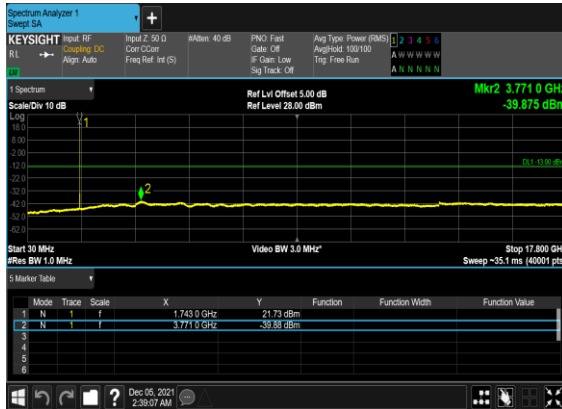 Spectrum Analyzer 1
Swept SA
+
KEYSIGHT
RL
Input: RF
Coupling: DC
Align: Auto
Input Z: 50 Ω
Corr CCorr
Freq Ref: Int (S)
#Atten: 40 dB
PNO: Fast
Gate: Off
IF Gain: Low
Sig Track: Off
Avg Type: Power (RMS)
Avg|Hold: 100/100
Trig: Free Run
1 2 3 4 5 6
A W W W W W
A N N N N N
1 Spectrum
Scale/Div 10 dB
Ref Lvl Offset 5.00 dB
Ref Level 28.00 dBm
Mkr2 3.771 0 GHz
-39.875 dBm
Log
18.0
8.00
-2.00
-12.0
-22.0
-32.0
-42.0
-52.0
-62.0
1
2
DL1 -13.00 dBm
Start 30 MHz
#Res BW 1.0 MHz
Video BW 3.0 MHz*
Stop 17.800 GHz
Sweep ~35.1 ms (40001 pts)
5 Marker Table
Mode Trace Scale X Y Function Function Width Function Value
1 N 1 f 1.743 0 GHz 21.73 dBm
2 N 1 f 3.771 0 GHz -39.88 dBm
3
4
5
6
?
Dec 05, 2021
2:39:07 AM